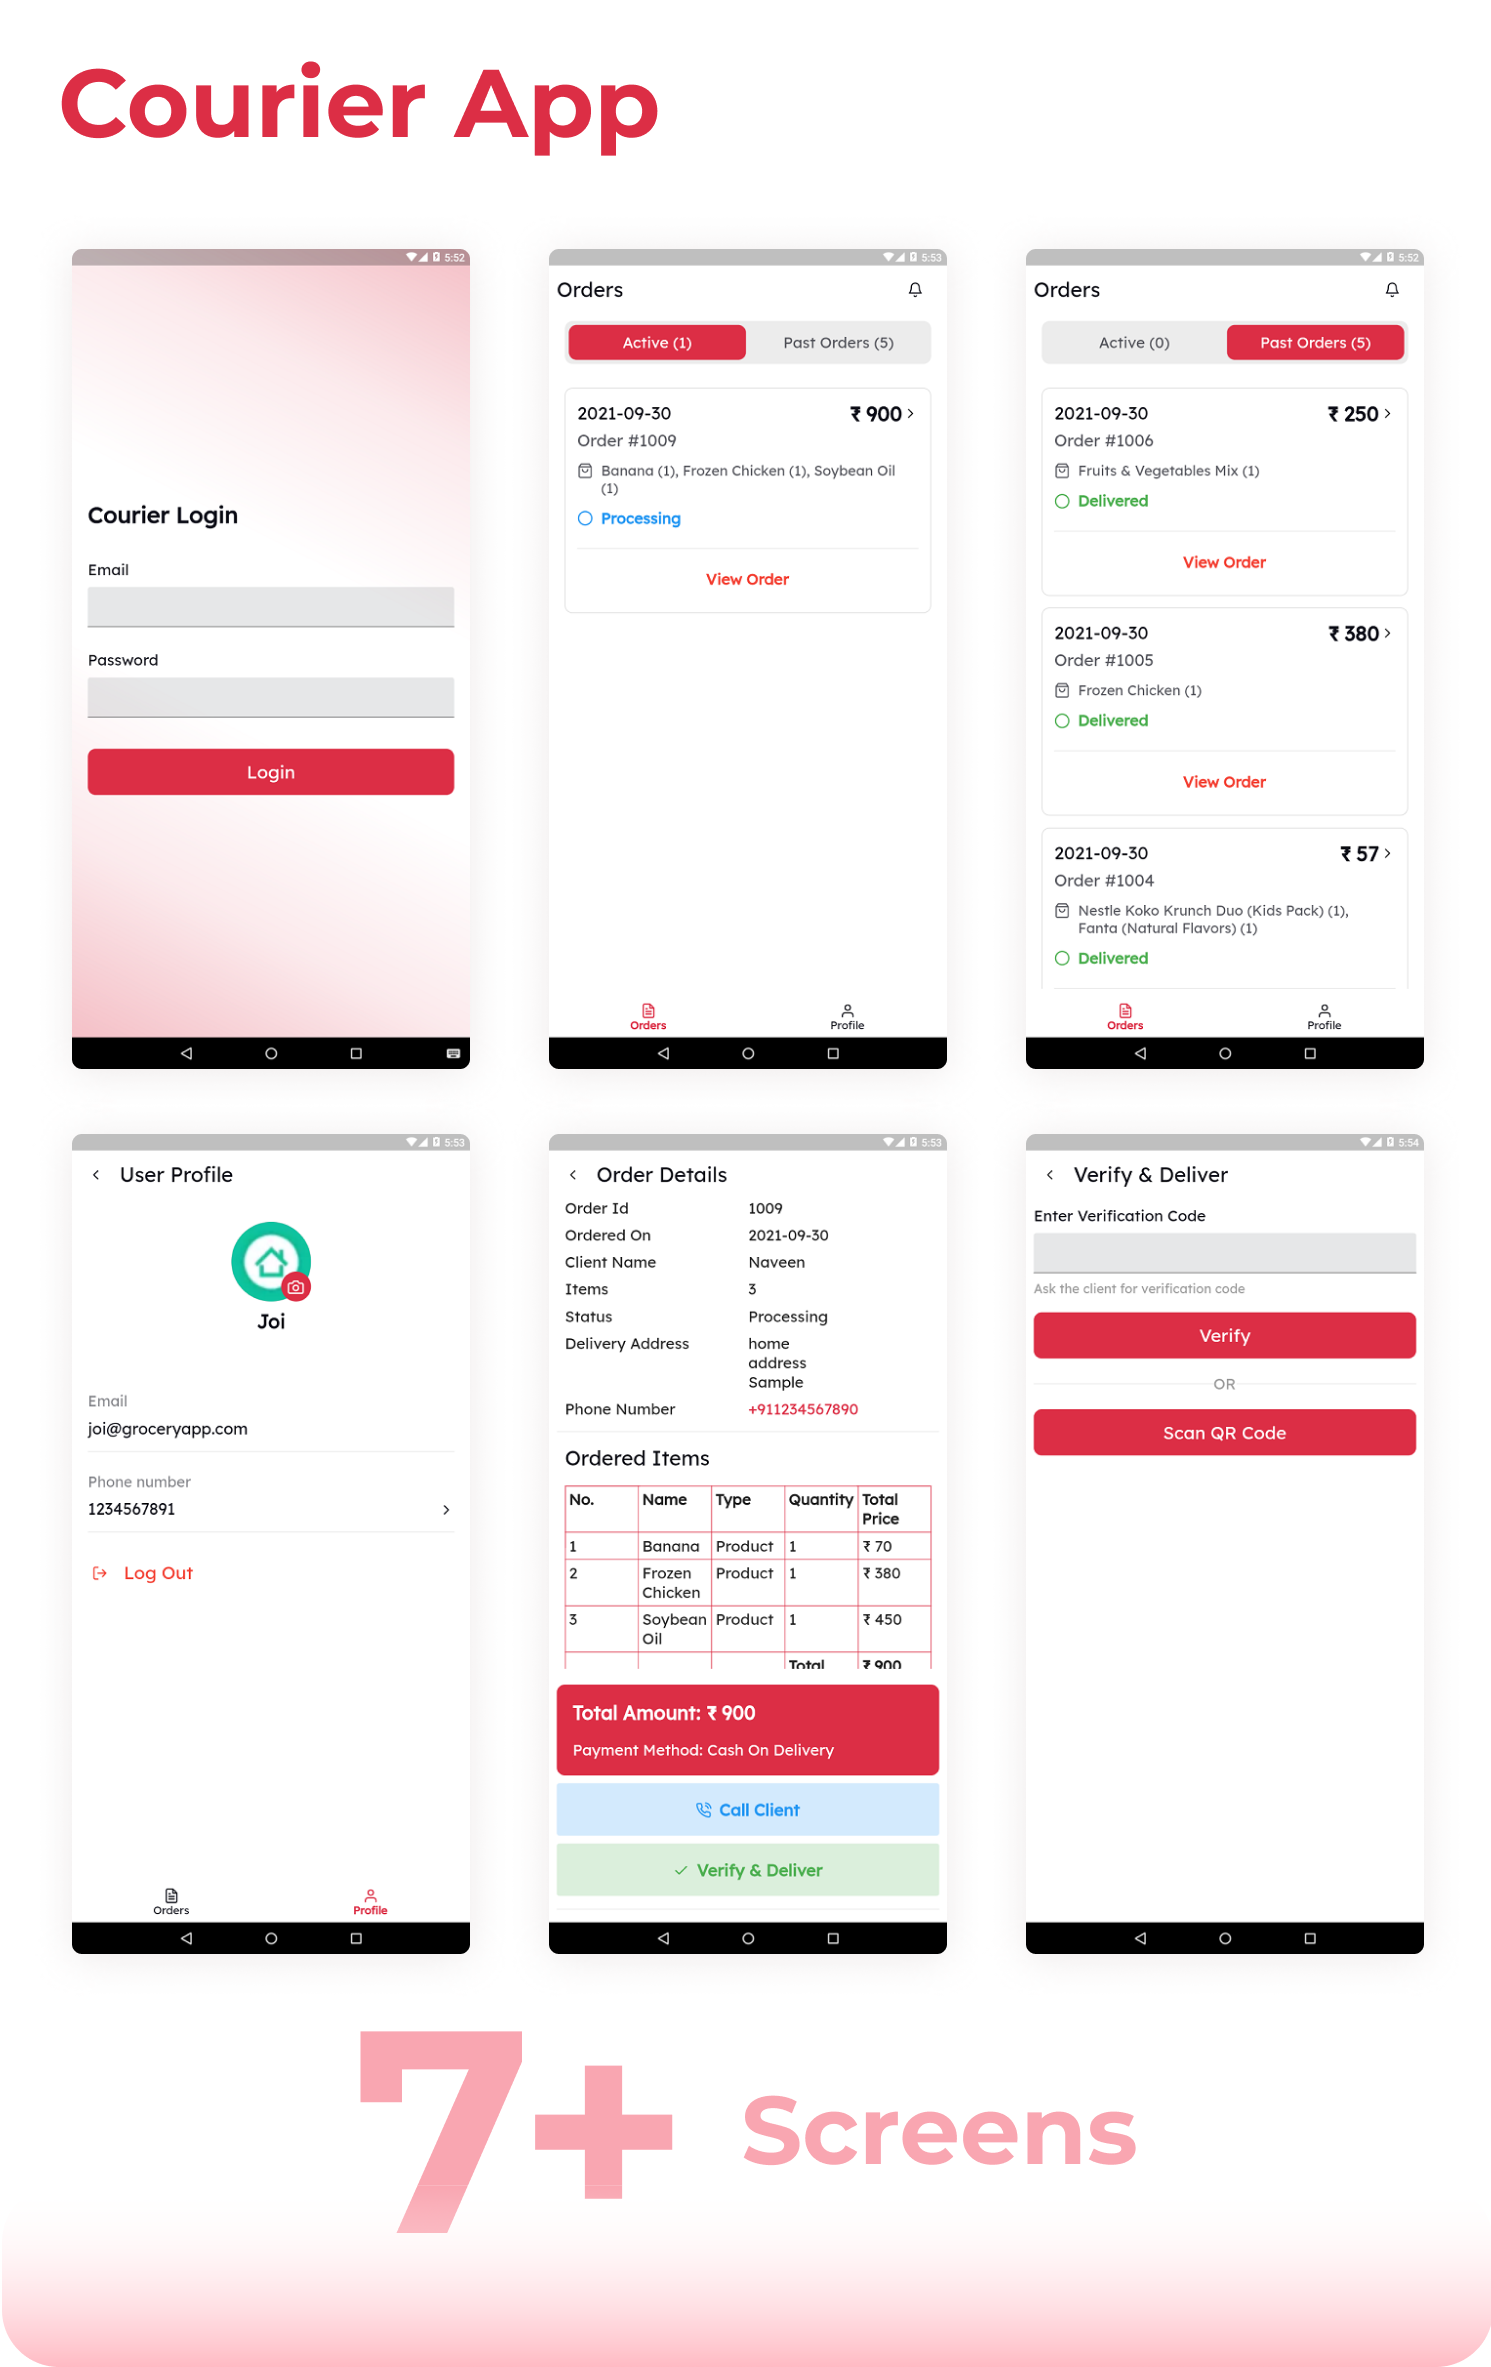 Courier App
5:52
Courier Login
Email
Password
Login
5:53
Orders
Active (1)
Past Orders (5)
2021-09-30
₹ 900
Order #1009
Banana (1), Frozen Chicken (1), Soybean Oil
(1)
Processing
View Order
Orders
Profile
5:52
Orders
Active (0)
Past Orders (5)
2021-09-30
₹ 250
Order #1006
Fruits & Vegetables Mix (1)
Delivered
View Order
2021-09-30
₹ 380
Order #1005
Frozen Chicken (1)
Delivered
View Order
2021-09-30
₹ 57
Order #1004
Nestle Koko Krunch Duo (Kids Pack) (1),
Fanta (Natural Flavors) (1)
Delivered
Orders
Profile
5:53
User Profile
Joi
Email
joi@groceryapp.com
Phone number
1234567891
Log Out
Orders
Profile
5:53
Order Details
Order Id 1009
Ordered On 2021-09-30
Client Name Naveen
Items 3
Status Processing
Delivery Address home
address
Sample
Phone Number +911234567890
Ordered Items
No. Name Type Quantity Total
Price
1 Banana Product 1 ₹ 70
2 Frozen Product 1 ₹ 380
Chicken
3 Soybean Product 1 ₹ 450
Oil
Total ₹ 900
Total Amount: ₹ 900
Payment Method: Cash On Delivery
Call Client
Verify & Deliver
5:54
Verify & Deliver
Enter Verification Code
Ask the client for verification code
Verify
OR
Scan QR Code
7+ Screens